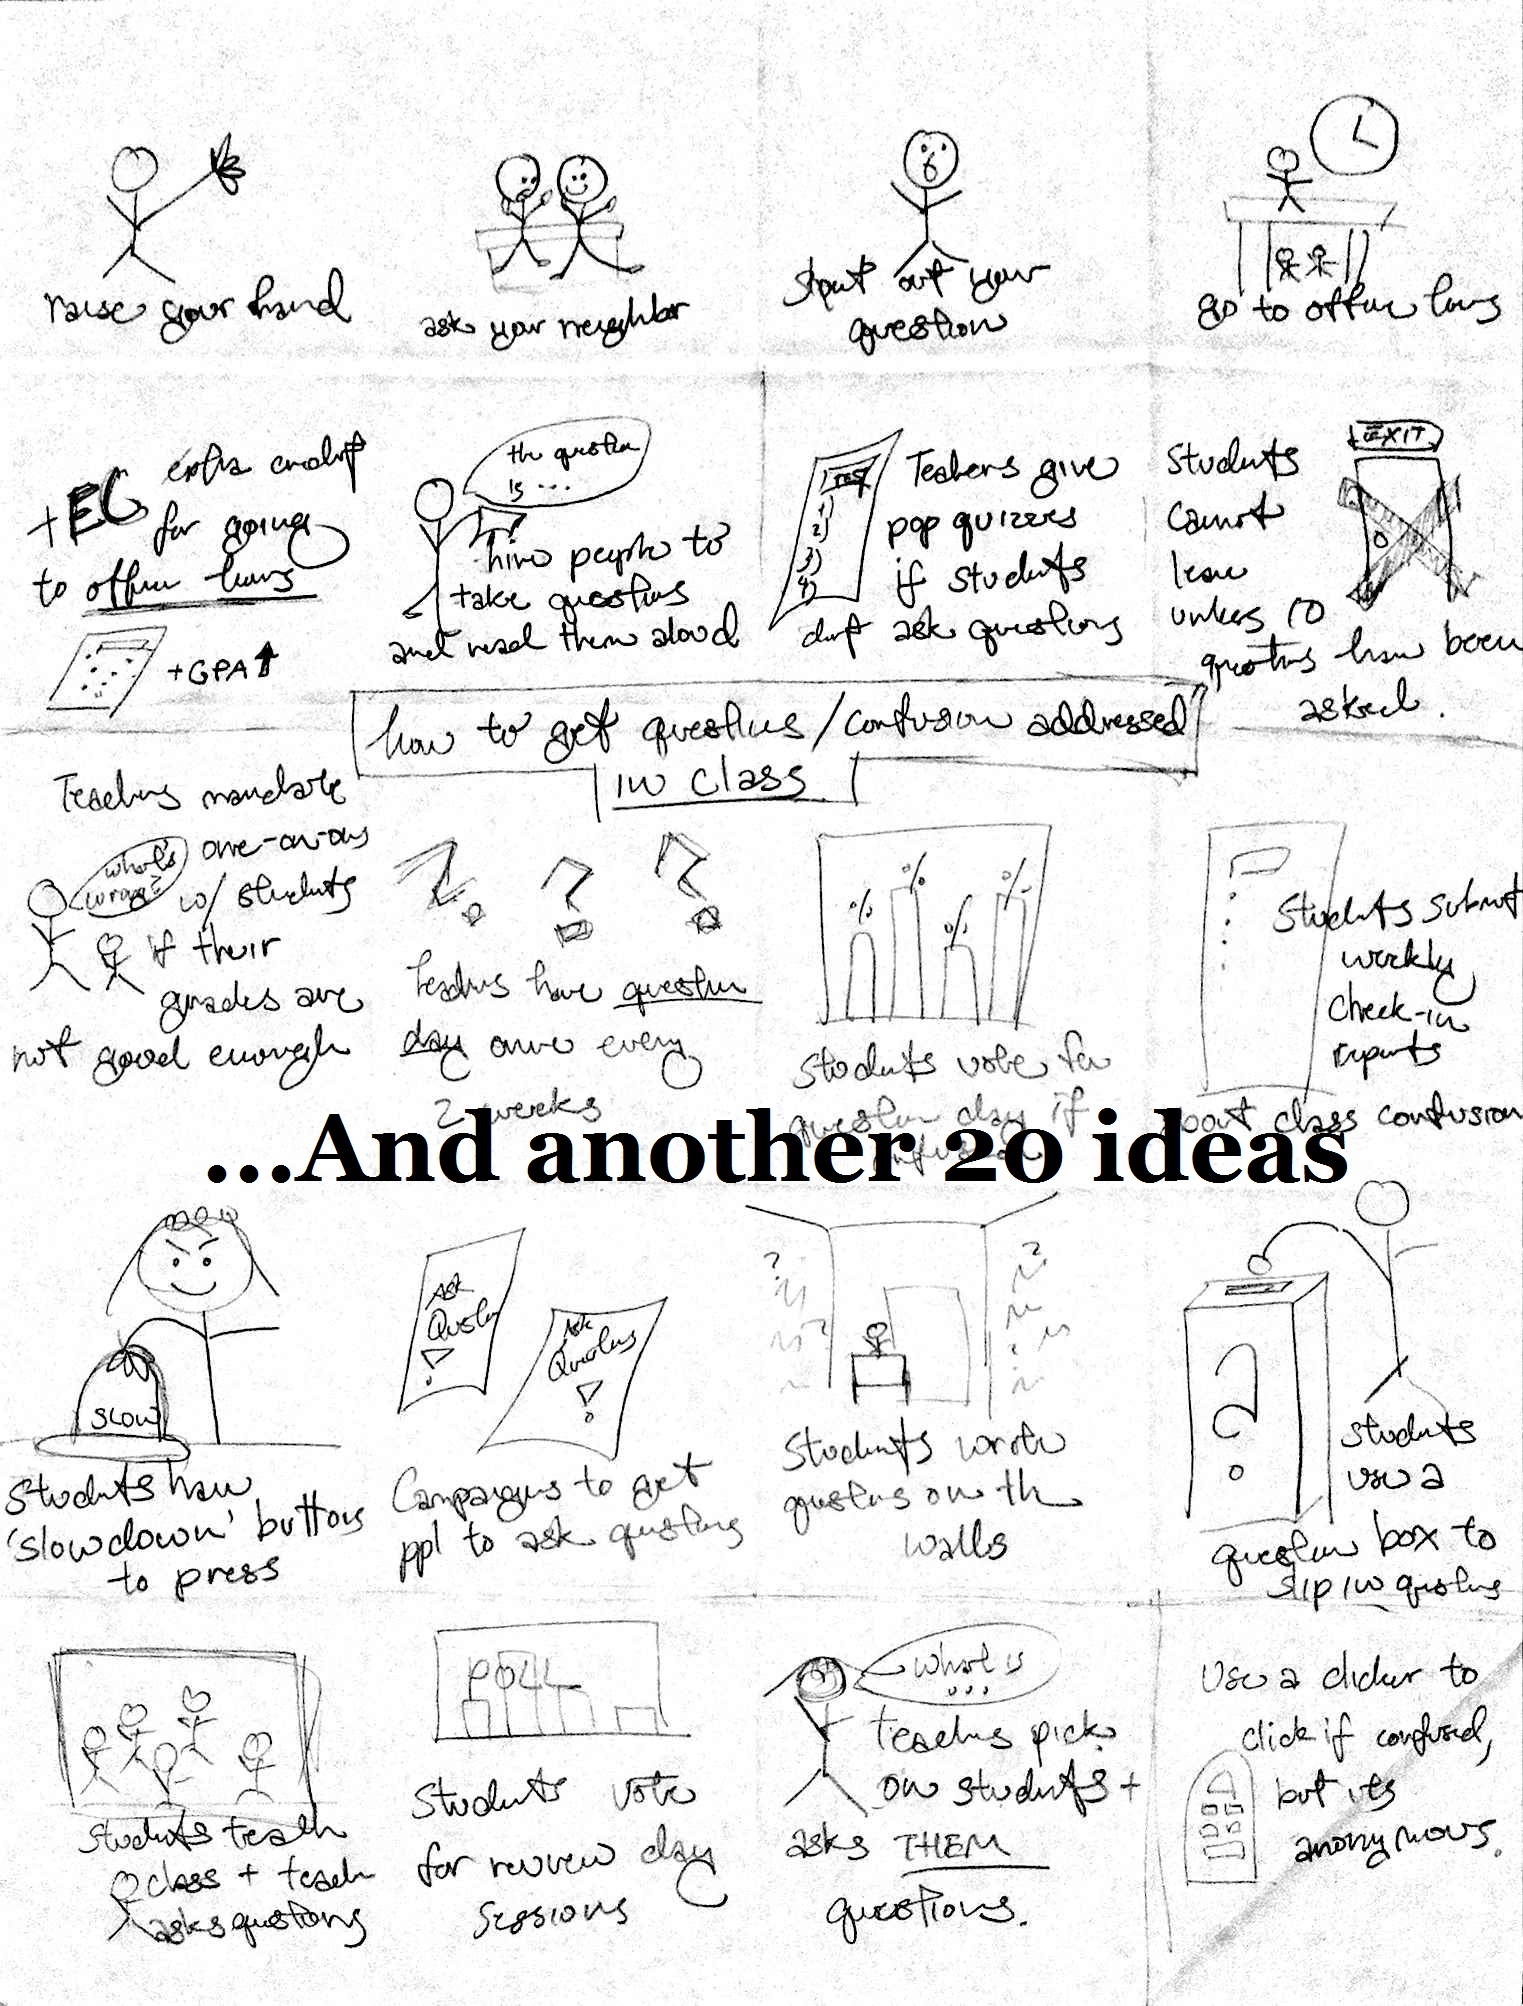 raise your hand
ask your neighbor
shout out your
question
go to office hours
+EC extra credit
for going
to office hours
+GPA
the question
is ...
hire people to
take questions
and read them aloud
TEST
1)
2)
3)
4)
Teachers give
pop quizzes
if students
don't ask questions
EXIT
Students
cannot
leave
unless 10
questions have been
asked.
how to get questions/confusion addressed
in class
Teachers mandate
one-on-ones
w/ students
if their
grades are
not good enough
what's
wrong?
? ? ?
Teachers have question
day once every
2 weeks
% % % %
Students vote for
question day if
Students submit
weekly
check-in
reports
about class confusion
...And another 20 ideas
SLOW
Students have
'slow down' buttons
to press
Ask
Questions
!
Ask
Questions
!
Campaigns to get
ppl to ask questions
?
?
Students wrote
questions on the
walls
?
students
use a
question box to
slip in questions
Students teach
class + teach
asks questions
POLL
Students vote
for review day
sessions
what is
...
teachers pick
on students +
asks THEM
questions.
Use a clicker to
click if confused,
but its
anonymous.